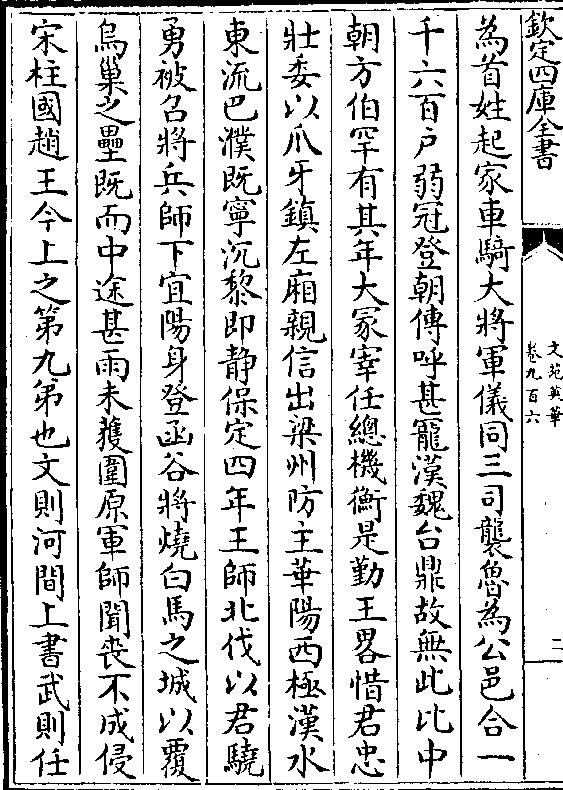 欽定四庫全書
文苑英華
卷九百六
二
為首姓起家車騎大將軍儀同三司襲魯為公邑合一
千六百户弱冠登朝傳呼甚寵漢魏台鼎故無此比中
朝方伯罕有其年大冢宰任總機衡是勤王畧惜君忠
壯委以爪牙鎮左廂親信出梁州防主華陽西極漢水
東流巴濮既寧沉黎即静保定四年王師北伐以君驍
勇被召將兵師下宜陽身登函谷將燒白馬之城以覆
烏巢之壘既而中途甚雨未獲圍原軍師聞喪不成侵
宋柱國趙王今上之第九弟也文則河間上書武則任